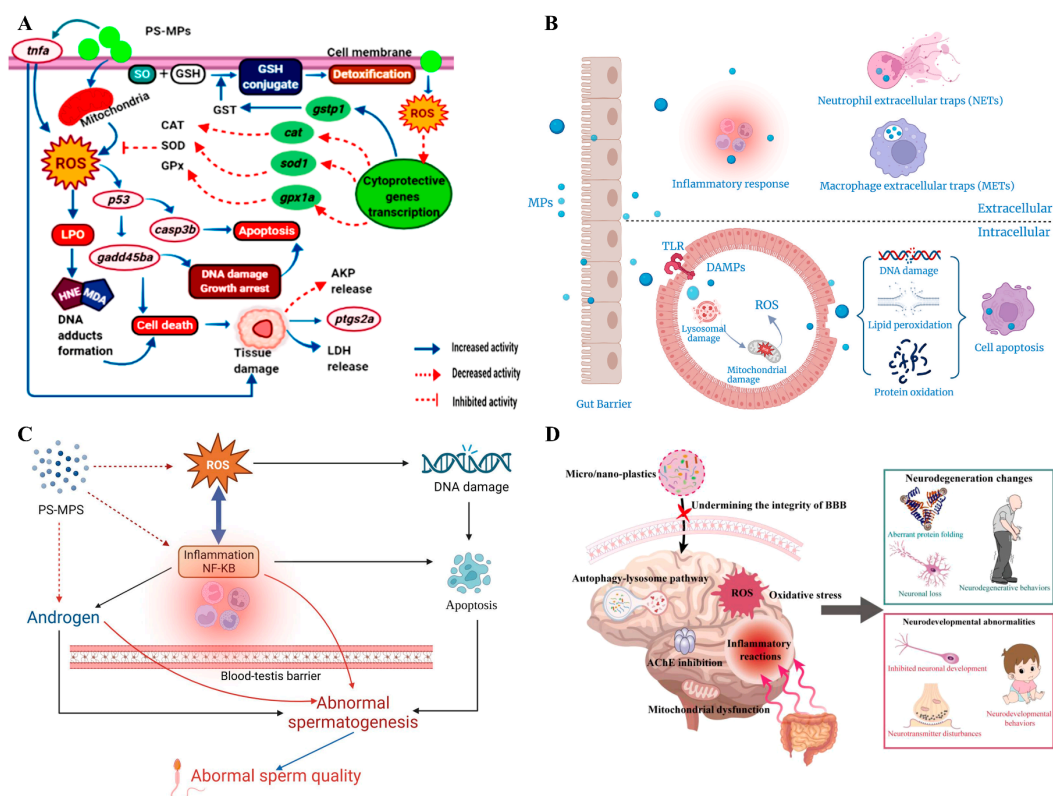 A
PS-MPs
tnfa
Cell membrane
SO + GSH
GSH
conjugate
Detoxification
Mitochondria
GST
gstp1
ROS
CAT
cat
SOD
ROS
sod1
GPx
Cytoprotective
genes
transcription
p53
gpx1a
LPO
casp3b
Apoptosis
gadd45ba
DNA damage
Growth arrest
AKP
release
HNE
MDA
DNA
adducts
formation
Cell death
ptgs2a
Tissue
damage
LDH
release
Increased activity
Decreased activity
Inhibited activity
B
Neutrophil extracellular traps (NETs)
Inflammatory response
Macrophage extracellular traps (METs)
MPs
Extracellular
Intracellular
TLR
DAMPs
DNA damage
ROS
Lysosomal
damage
Lipid peroxidation
Cell apoptosis
Mitochondrial
damage
Protein oxidation
Gut Barrier
C
ROS
DNA damage
PS-MPS
Inflammation
NF-KB
Apoptosis
Androgen
Blood-testis barrier
Abnormal
spermatogenesis
Abormal sperm quality
D
Micro/nano-plastics
Undermining the integrity of BBB
Autophagy-lysosome pathway
ROS
Oxidative stress
AChE inhibition
Inflammatory
reactions
Mitochondrial dysfunction
Neurodegeneration changes
Aberrant protein folding
Neuronal loss
Neurodegenerative behaviors
Neurodevelopmental abnormalities
Inhibited neuronal development
Neurotransmitter disturbances
Neurodevelopmental
behaviors